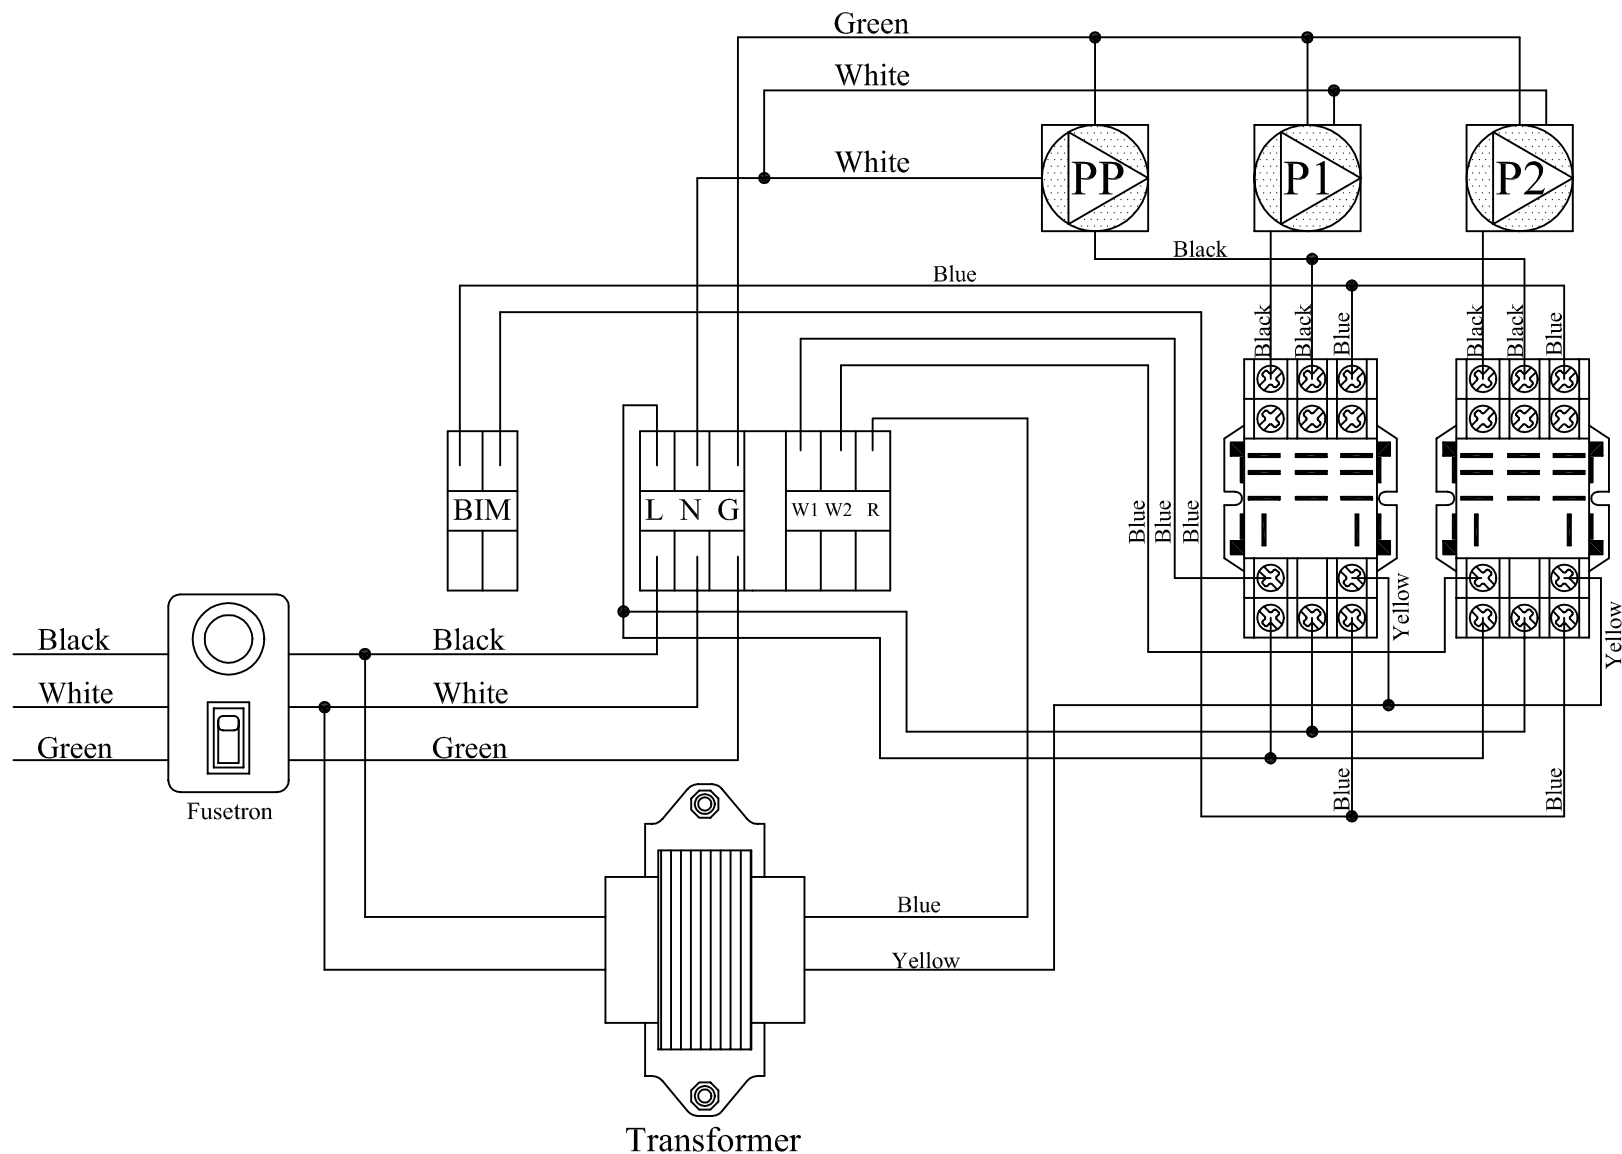 Green
White
White
PP
P1
P2
Black
Blue
Black
Black
Blue
Black
Black
Blue
BIM
L N G
W1 W2 R
Blue
Blue
Blue
Yellow
Yellow
Black
Black
White
White
Green
Green
Fusetron
Blue
Blue
Blue
Yellow
Transformer